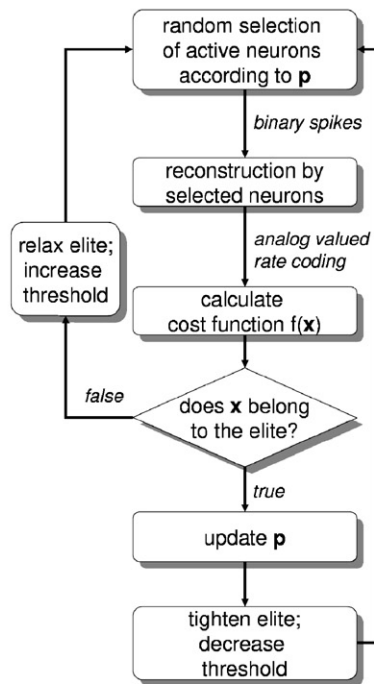 random selection
of active neurons
according to p
binary spikes
reconstruction by
selected neurons
relax elite;
increase
threshold
analog valued
rate coding
calculate
cost function f(x)
false
does x belong
to the elite?
true
update p
tighten elite;
decrease
threshold